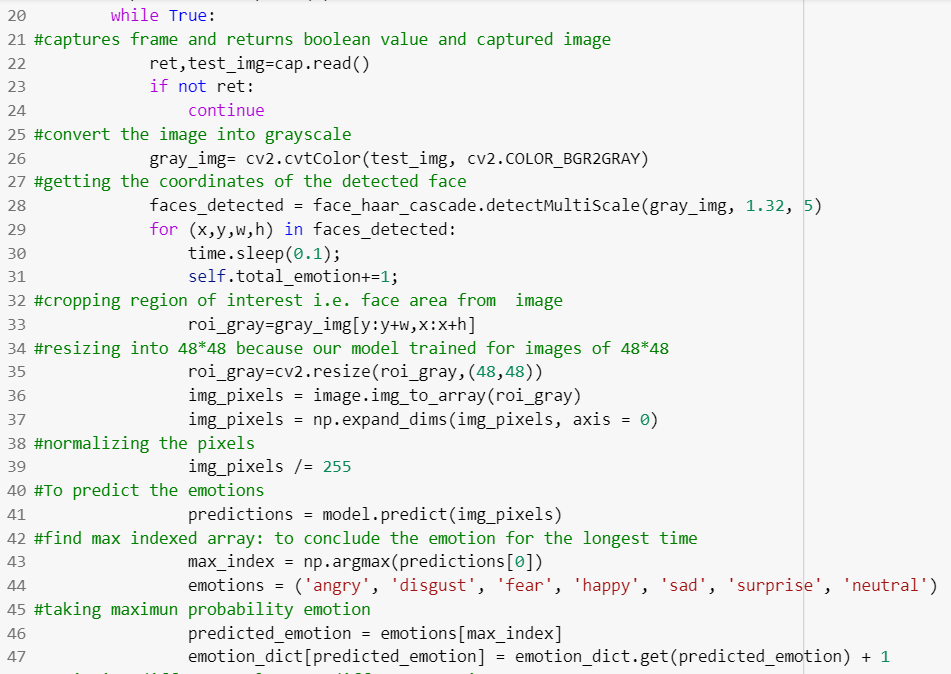 20 while True:
21 #captures frame and returns boolean value and captured image
22 ret,test_img=cap.read()
23 if not ret:
24 continue
25 #convert the image into grayscale
26 gray_img= cv2.cvtColor(test_img, cv2.COLOR_BGR2GRAY)
27 #getting the coordinates of the detected face
28 faces_detected = face_haar_cascade.detectMultiScale(gray_img, 1.32, 5)
29 for (x,y,w,h) in faces_detected:
30 time.sleep(0.1);
31 self.total_emotion+=1;
32 #cropping region of interest i.e. face area from  image
33 roi_gray=gray_img[y:y+w,x:x+h]
34 #resizing into 48*48 because our model trained for images of 48*48
35 roi_gray=cv2.resize(roi_gray,(48,48))
36 img_pixels = image.img_to_array(roi_gray)
37 img_pixels = np.expand_dims(img_pixels, axis = 0)
38 #normalizing the pixels
39 img_pixels /= 255
40 #To predict the emotions
41 predictions = model.predict(img_pixels)
42 #find max indexed array: to conclude the emotion for the longest time
43 max_index = np.argmax(predictions[0])
44 emotions = ('angry', 'disgust', 'fear', 'happy', 'sad', 'surprise', 'neutral')
45 #taking maximun probability emotion
46 predicted_emotion = emotions[max_index]
47 emotion_dict[predicted_emotion] = emotion_dict.get(predicted_emotion) + 1